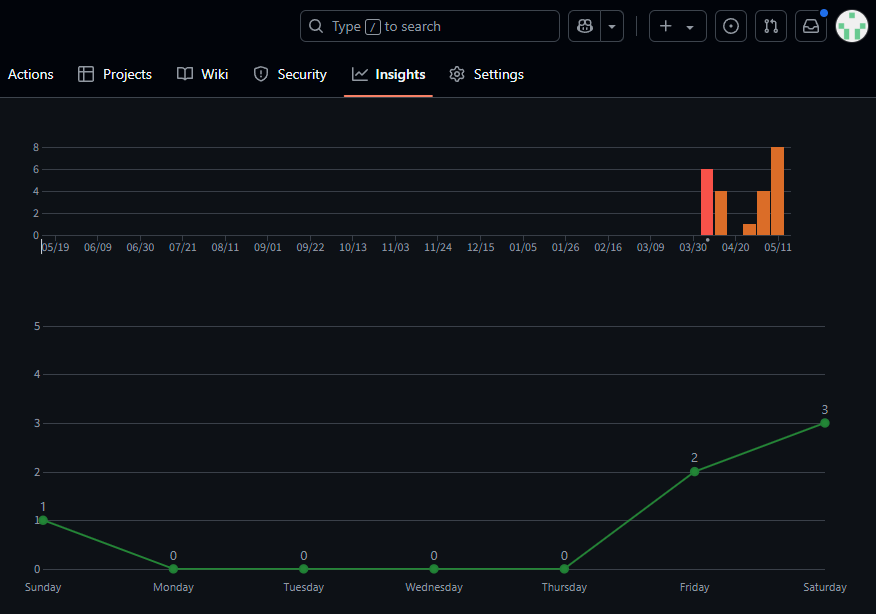 Type / to search
Actions Projects Wiki Security Insights Settings
8
6
4
2
0
05/19 06/09 06/30 07/21 08/11 09/01 09/22 10/13 11/03 11/24 12/15 01/05 01/26 02/16 03/09 03/30 04/20 05/11
5
4
3
3
2
2
1
1
0 0 0 0
0
Sunday Monday Tuesday Wednesday Thursday Friday Saturday